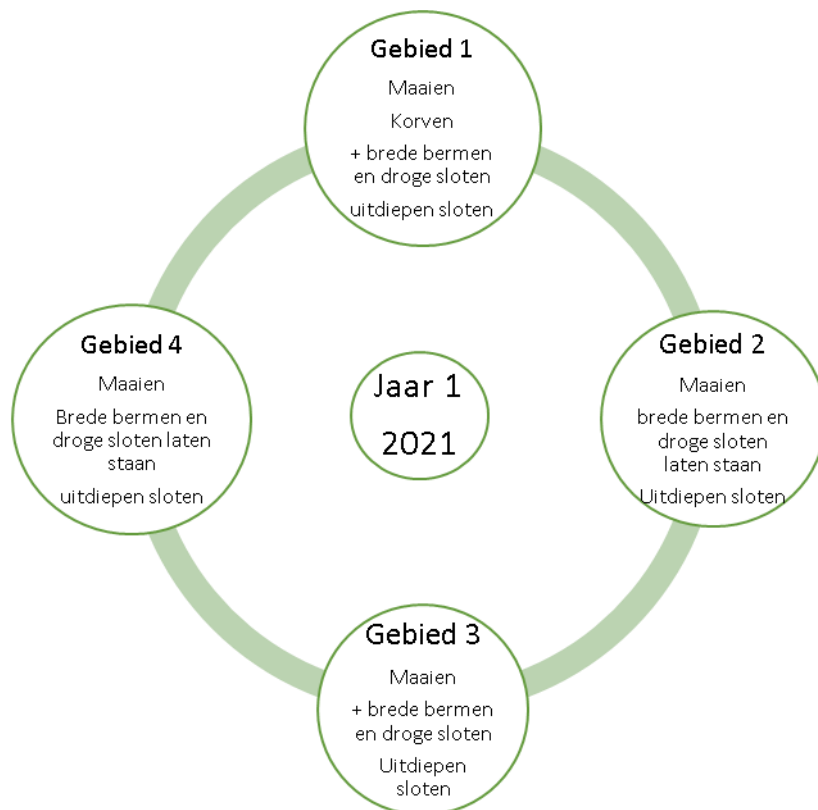 Gebied 1
Maaien
Korven
+ brede bermen
en droge sloten
uitdiepen sloten
Gebied 4
Maaien
Brede bermen en
droge sloten laten
staan
uitdiepen sloten
Jaar 1
2021
Gebied 2
Maaien
brede bermen en
droge sloten
laten staan
Uitdiepen sloten
Gebied 3
Maaien
+ brede bermen
en droge sloten
Uitdiepen
sloten